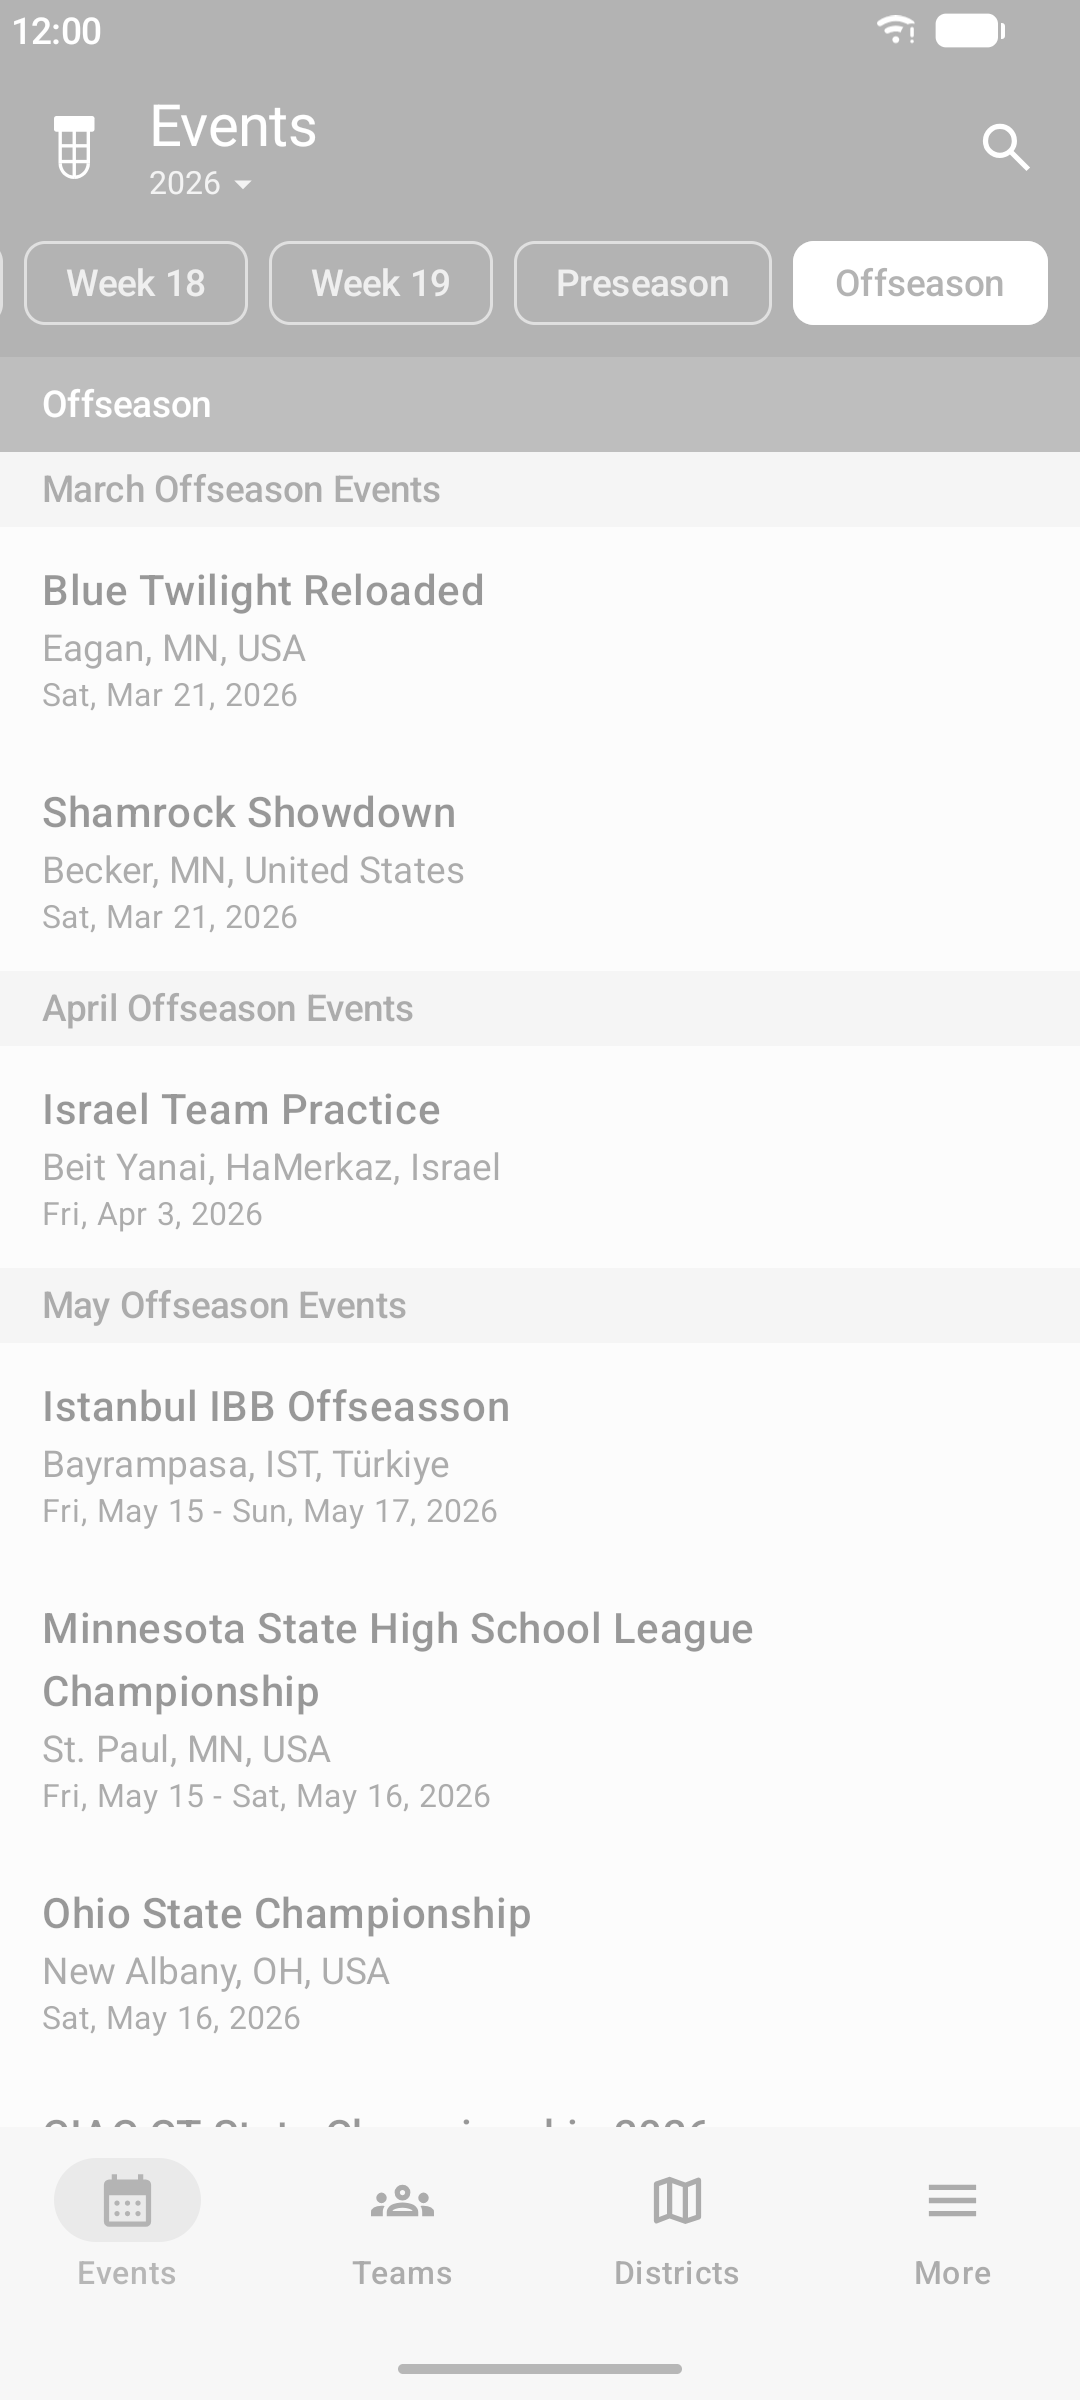 12:00
Events
2026
Week 18
Week 19
Preseason
Offseason
Offseason
March Offseason Events
Blue Twilight Reloaded
Eagan, MN, USA
Sat, Mar 21, 2026
Shamrock Showdown
Becker, MN, United States
Sat, Mar 21, 2026
April Offseason Events
Israel Team Practice
Beit Yanai, HaMerkaz, Israel
Fri, Apr 3, 2026
May Offseason Events
Istanbul IBB Offseasson
Bayrampasa, IST, Türkiye
Fri, May 15 - Sun, May 17, 2026
Minnesota State High School League
Championship
St. Paul, MN, USA
Fri, May 15 - Sat, May 16, 2026
Ohio State Championship
New Albany, OH, USA
Sat, May 16, 2026
Events
Teams
Districts
More